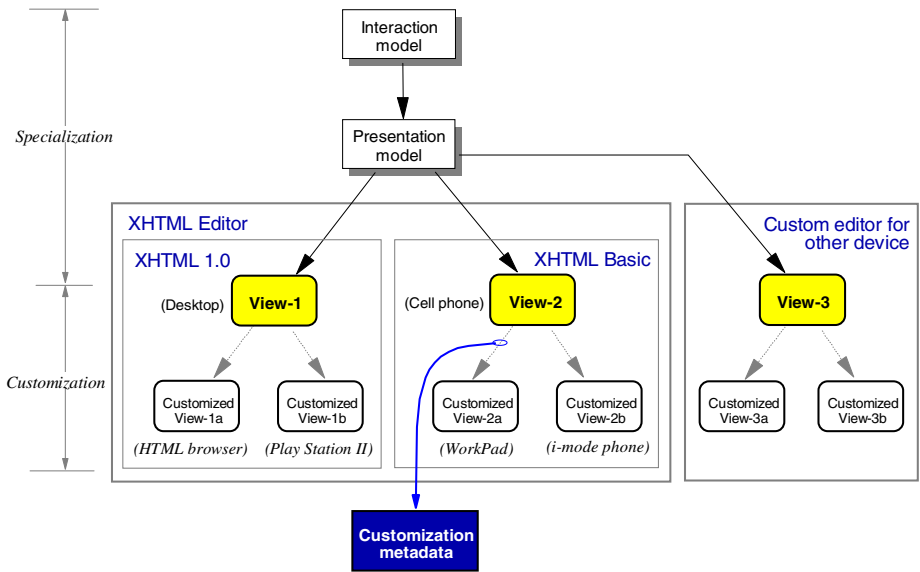 Interaction
model
Specialization
Presentation
model
XHTML Editor
Custom editor for
other device
XHTML 1.0
XHTML Basic
(Desktop)
View-1
(Cell phone)
View-2
View-3
Customization
Customized
View-1a
Customized
View-1b
Customized
View-2a
Customized
View-2b
Customized
View-3a
Customized
View-3b
(HTML browser)
(Play Station II)
(WorkPad)
(i-mode phone)
Customization
metadata